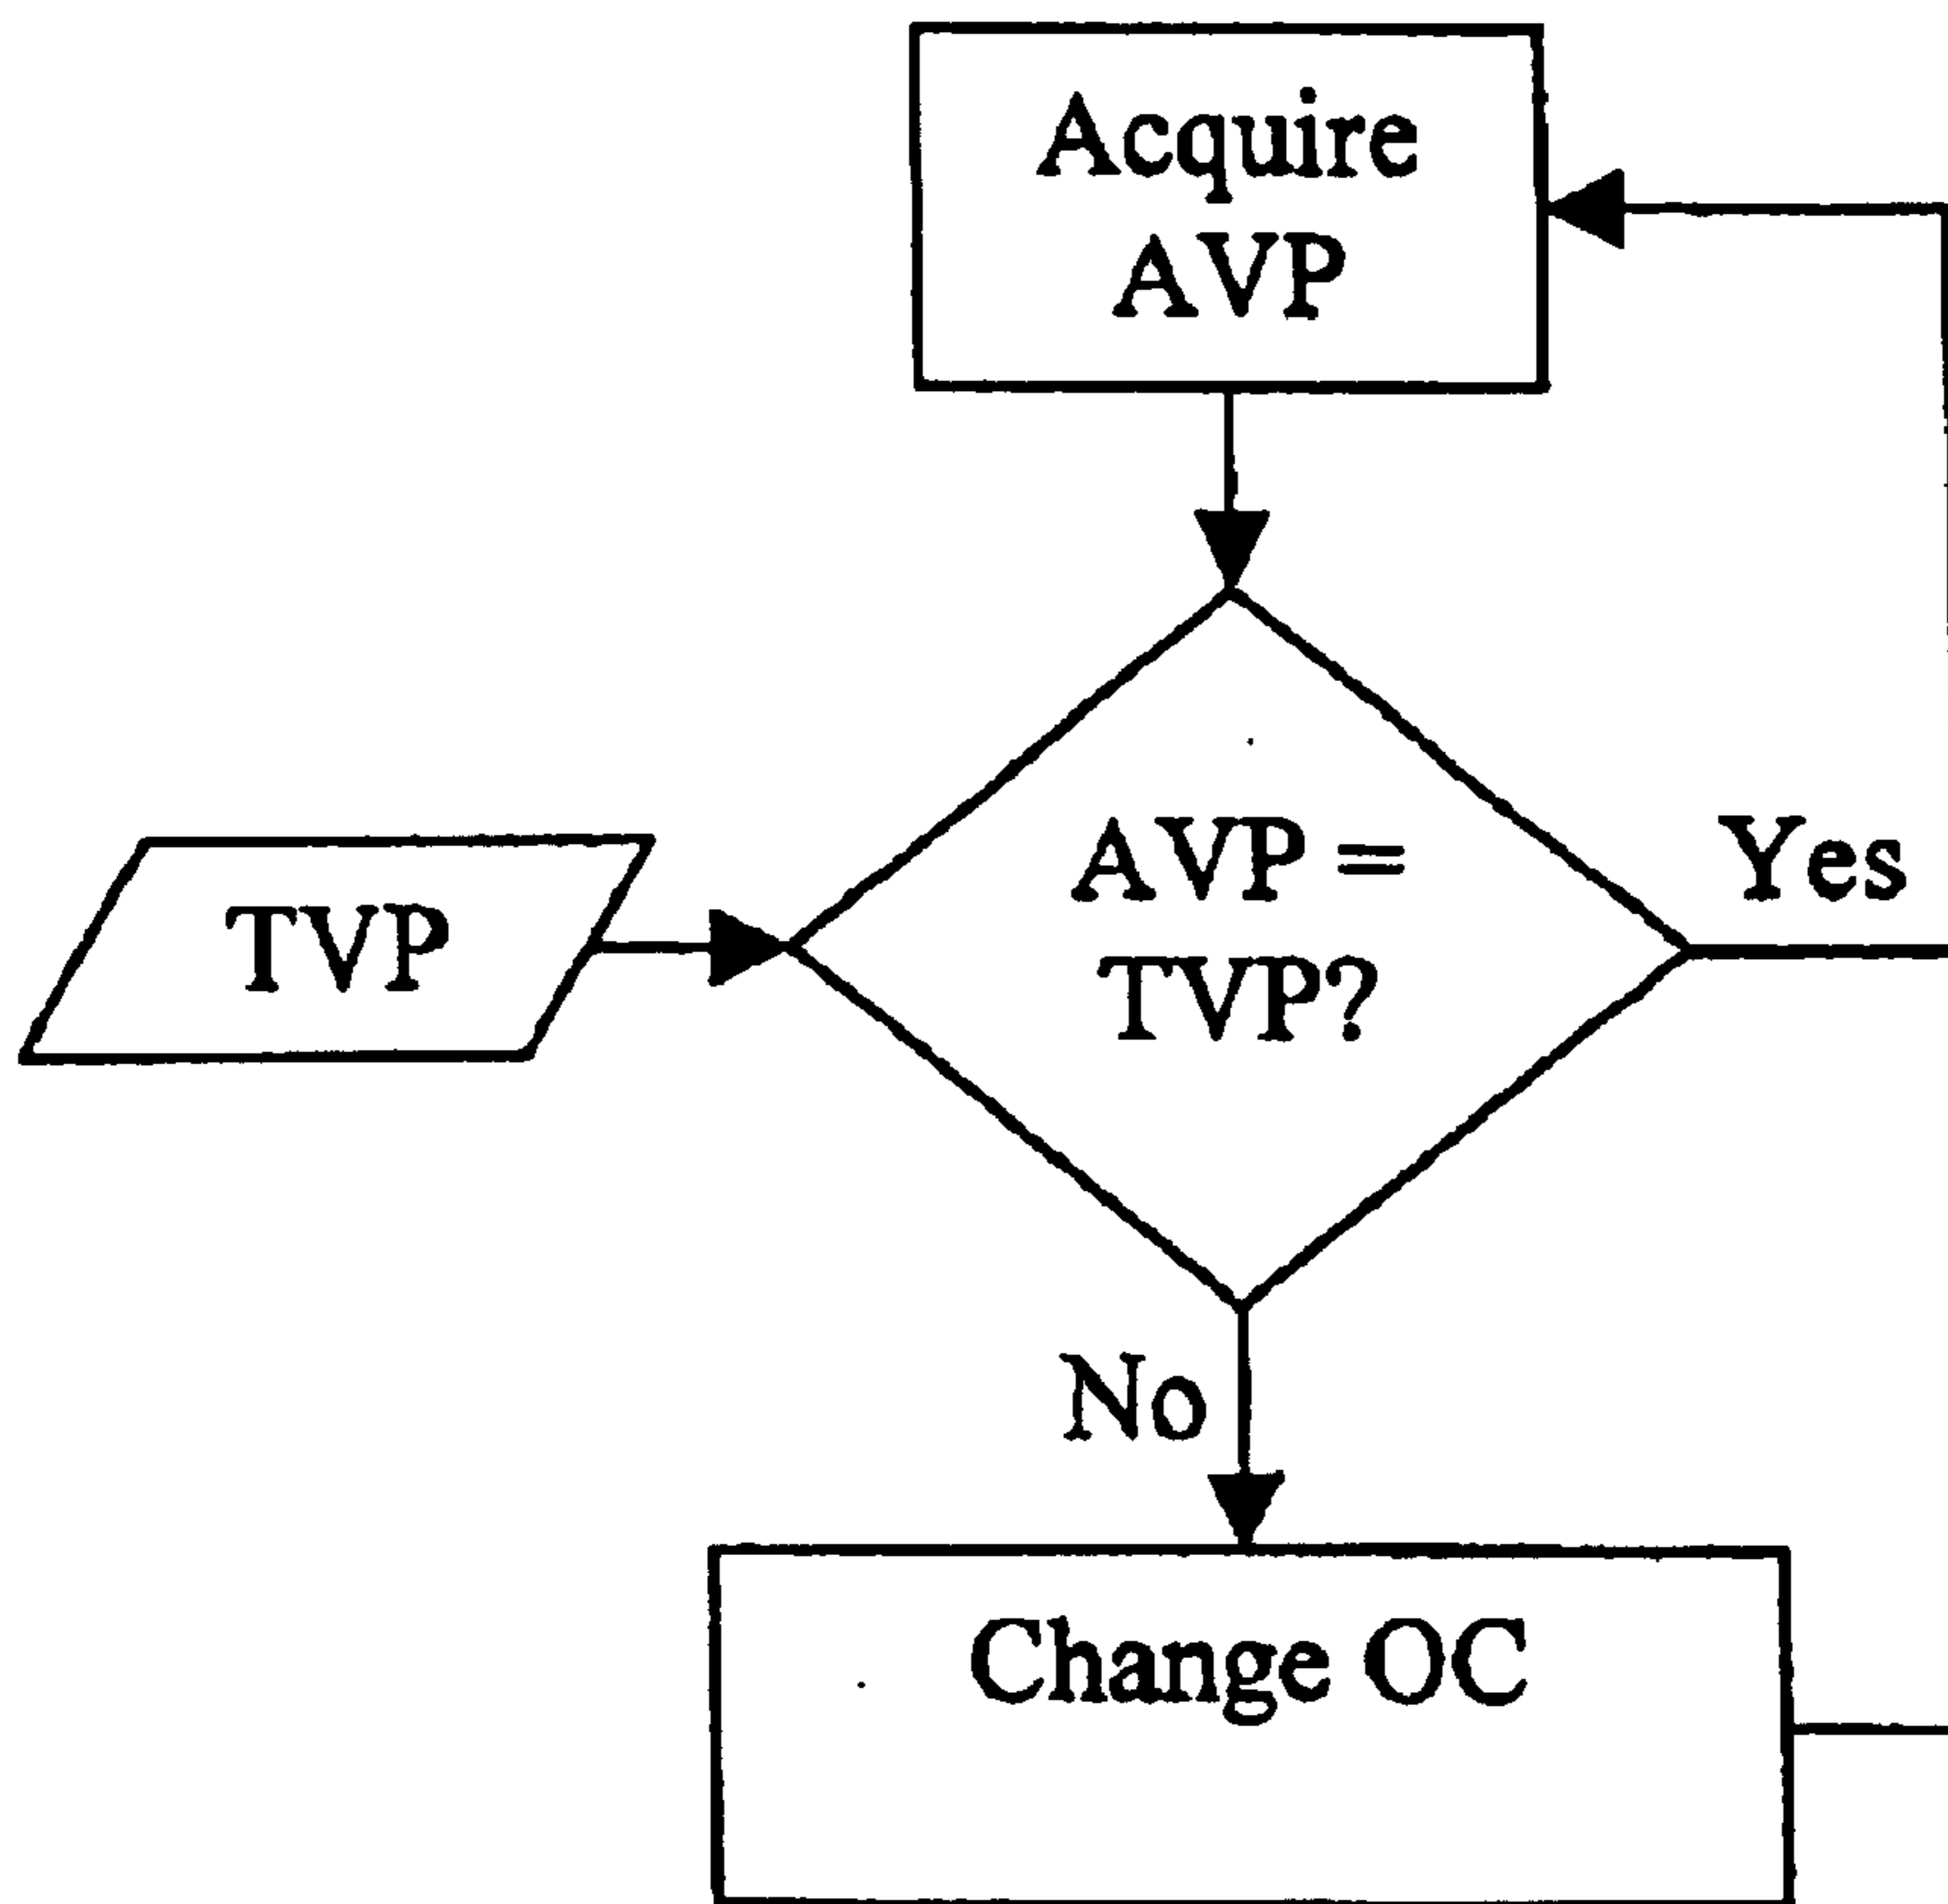 Acquire
AVP
TVP
AVP =
TVP?
Yes
No
Change OC